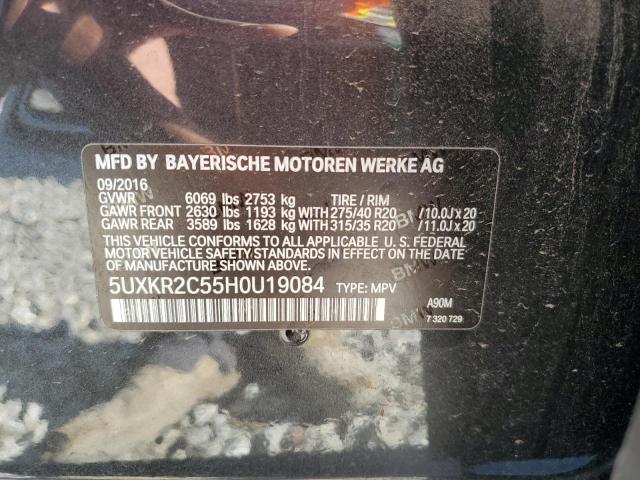 MFD BY BAYERISCHE MOTOREN WERKE AG
09/2016
GVWR 6069 lbs 2753 kg TIRE / RIM
GAWR FRONT 2630 lbs 1193 kg WITH 275/40 R20 / 10.0J x 20
GAWR REAR 3589 lbs 1628 kg WITH 315/35 R20 / 11.0J x 20
THIS VEHICLE CONFORMS TO ALL APPLICABLE U. S. FEDERAL
MOTOR VEHICLE SAFETY STANDARDS IN EFFECT ON THE DATE
OF MANUFACTURE SHOWN ABOVE.
5UXKR2C55H0U19084 TYPE: MPV
A90M
7 320 729